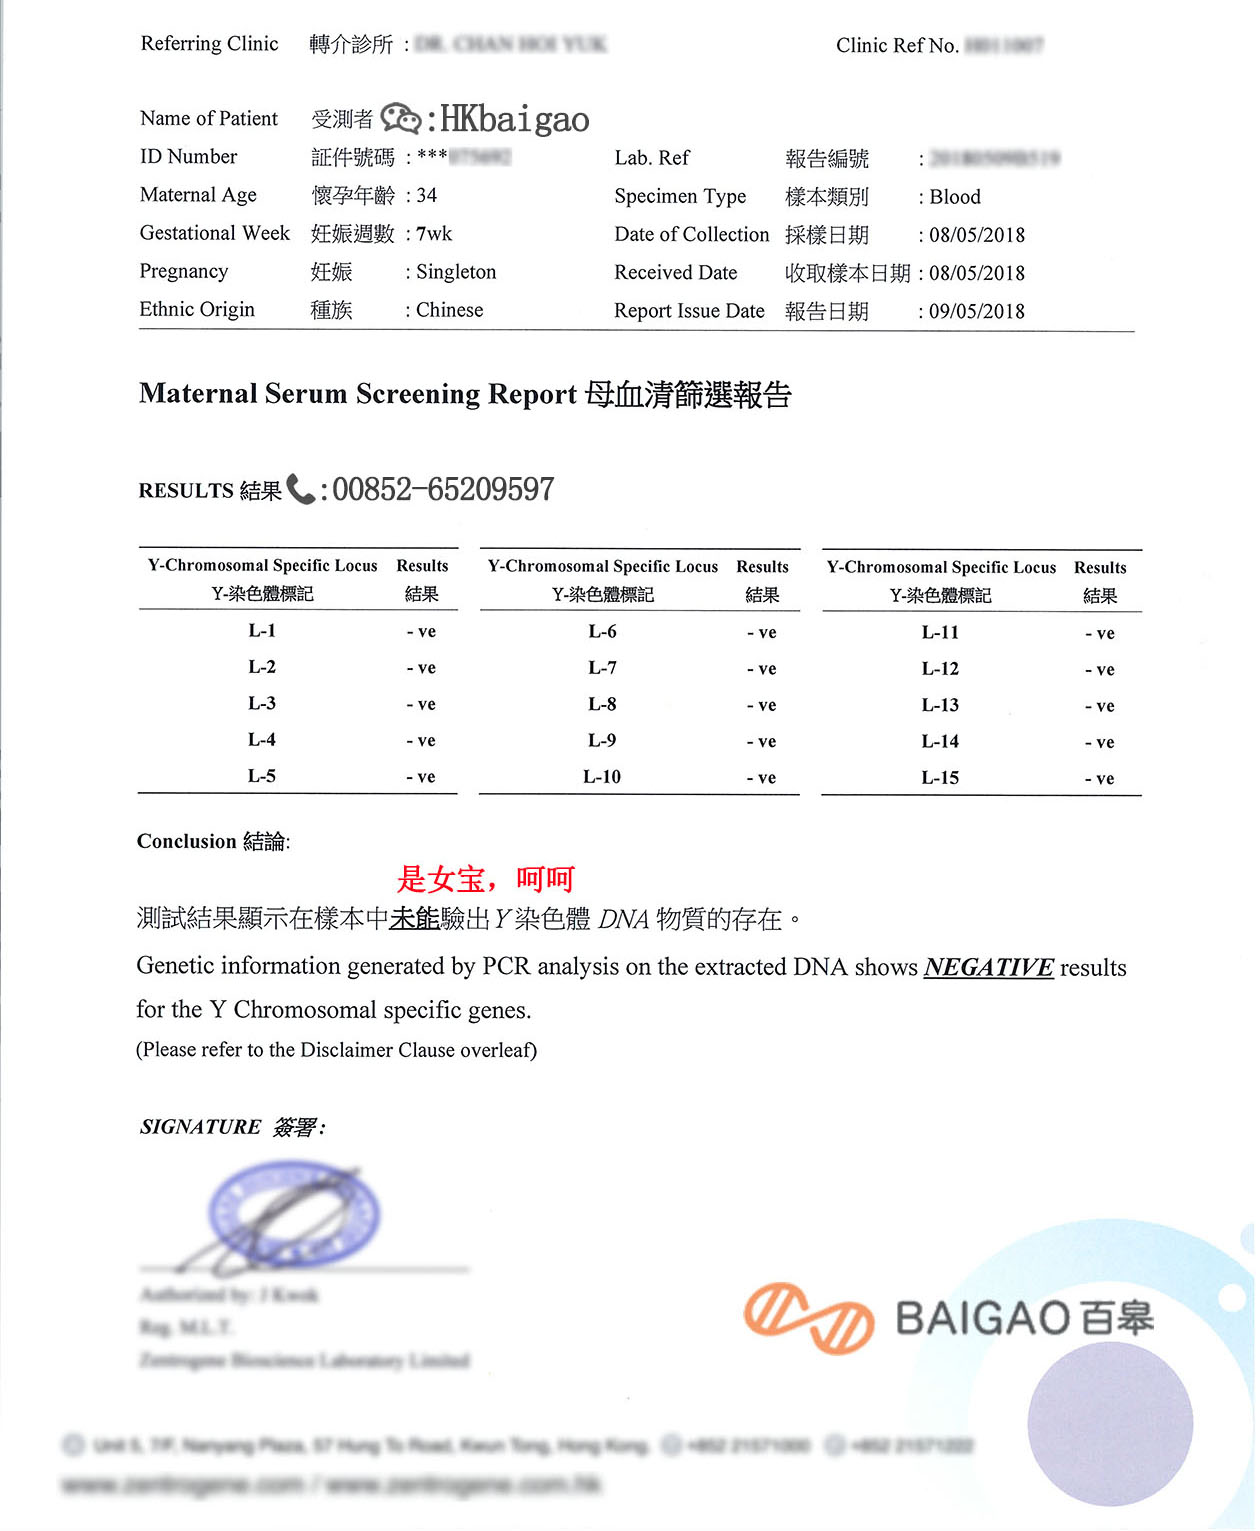 Referring Clinic 轉介診所 :
Clinic Ref No.
Name of Patient 受測者 :HKbaigao
ID Number 証件號碼 : ***
Lab. Ref 報告編號 :
Maternal Age 懷孕年齡 : 34
Specimen Type 樣本類別 : Blood
Gestational Week 妊娠週數 : 7wk
Date of Collection 採樣日期 : 08/05/2018
Pregnancy 妊娠 : Singleton
Received Date 收取樣本日期 : 08/05/2018
Ethnic Origin 種族 : Chinese
Report Issue Date 報告日期 : 09/05/2018
Maternal Serum Screening Report 母血清篩選報告
RESULTS 結果 :00852-65209597
Y-Chromosomal Specific Locus Results Y-Chromosomal Specific Locus Results Y-Chromosomal Specific Locus Results
Y-染色體標記 結果 Y-染色體標記 結果 Y-染色體標記 結果
L-1 - ve L-6 - ve L-11 - ve
L-2 - ve L-7 - ve L-12 - ve
L-3 - ve L-8 - ve L-13 - ve
L-4 - ve L-9 - ve L-14 - ve
L-5 - ve L-10 - ve L-15 - ve
Conclusion 結論:
是女宝，呵呵
測試結果顯示在樣本中未能驗出Y染色體 DNA 物質的存在。
Genetic information generated by PCR analysis on the extracted DNA shows NEGATIVE results
for the Y Chromosomal specific genes.
(Please refer to the Disclaimer Clause overleaf)
SIGNATURE 簽署 :
BAIGAO 百皋